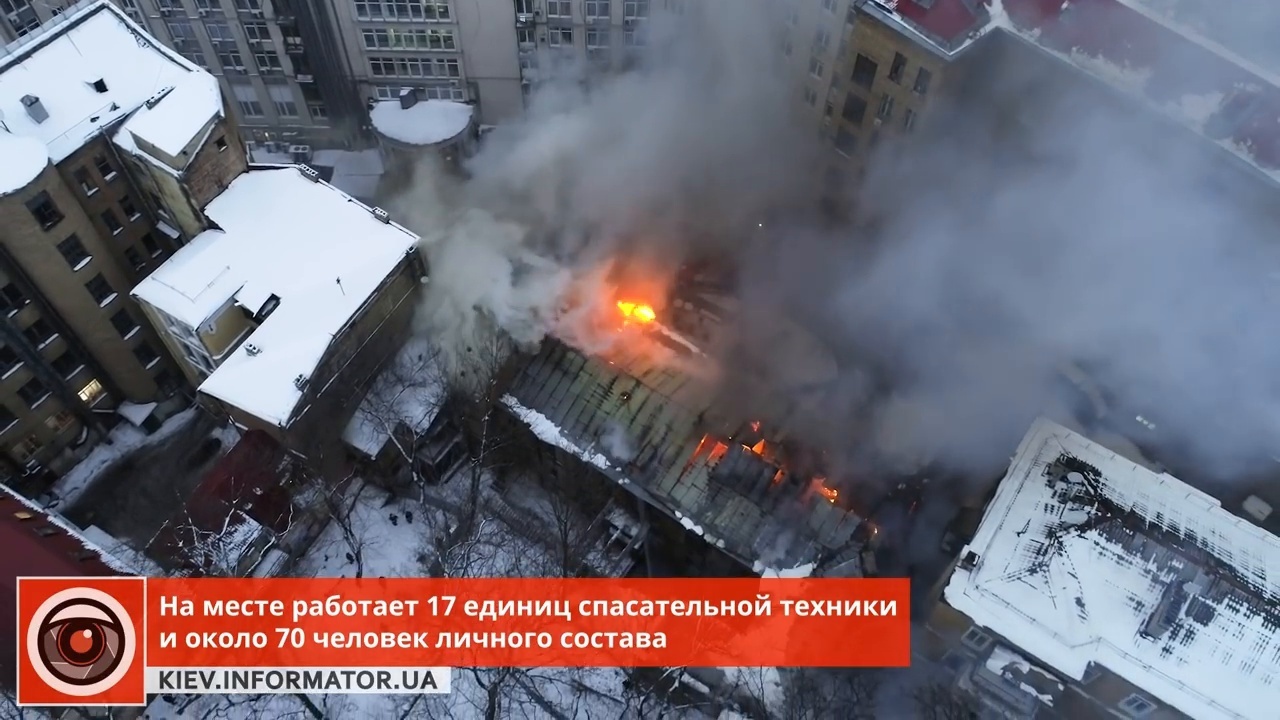 На месте работает 17 единиц спасательной техники
и около 70 человек личного состава
KIEV.INFORMATOR.UA